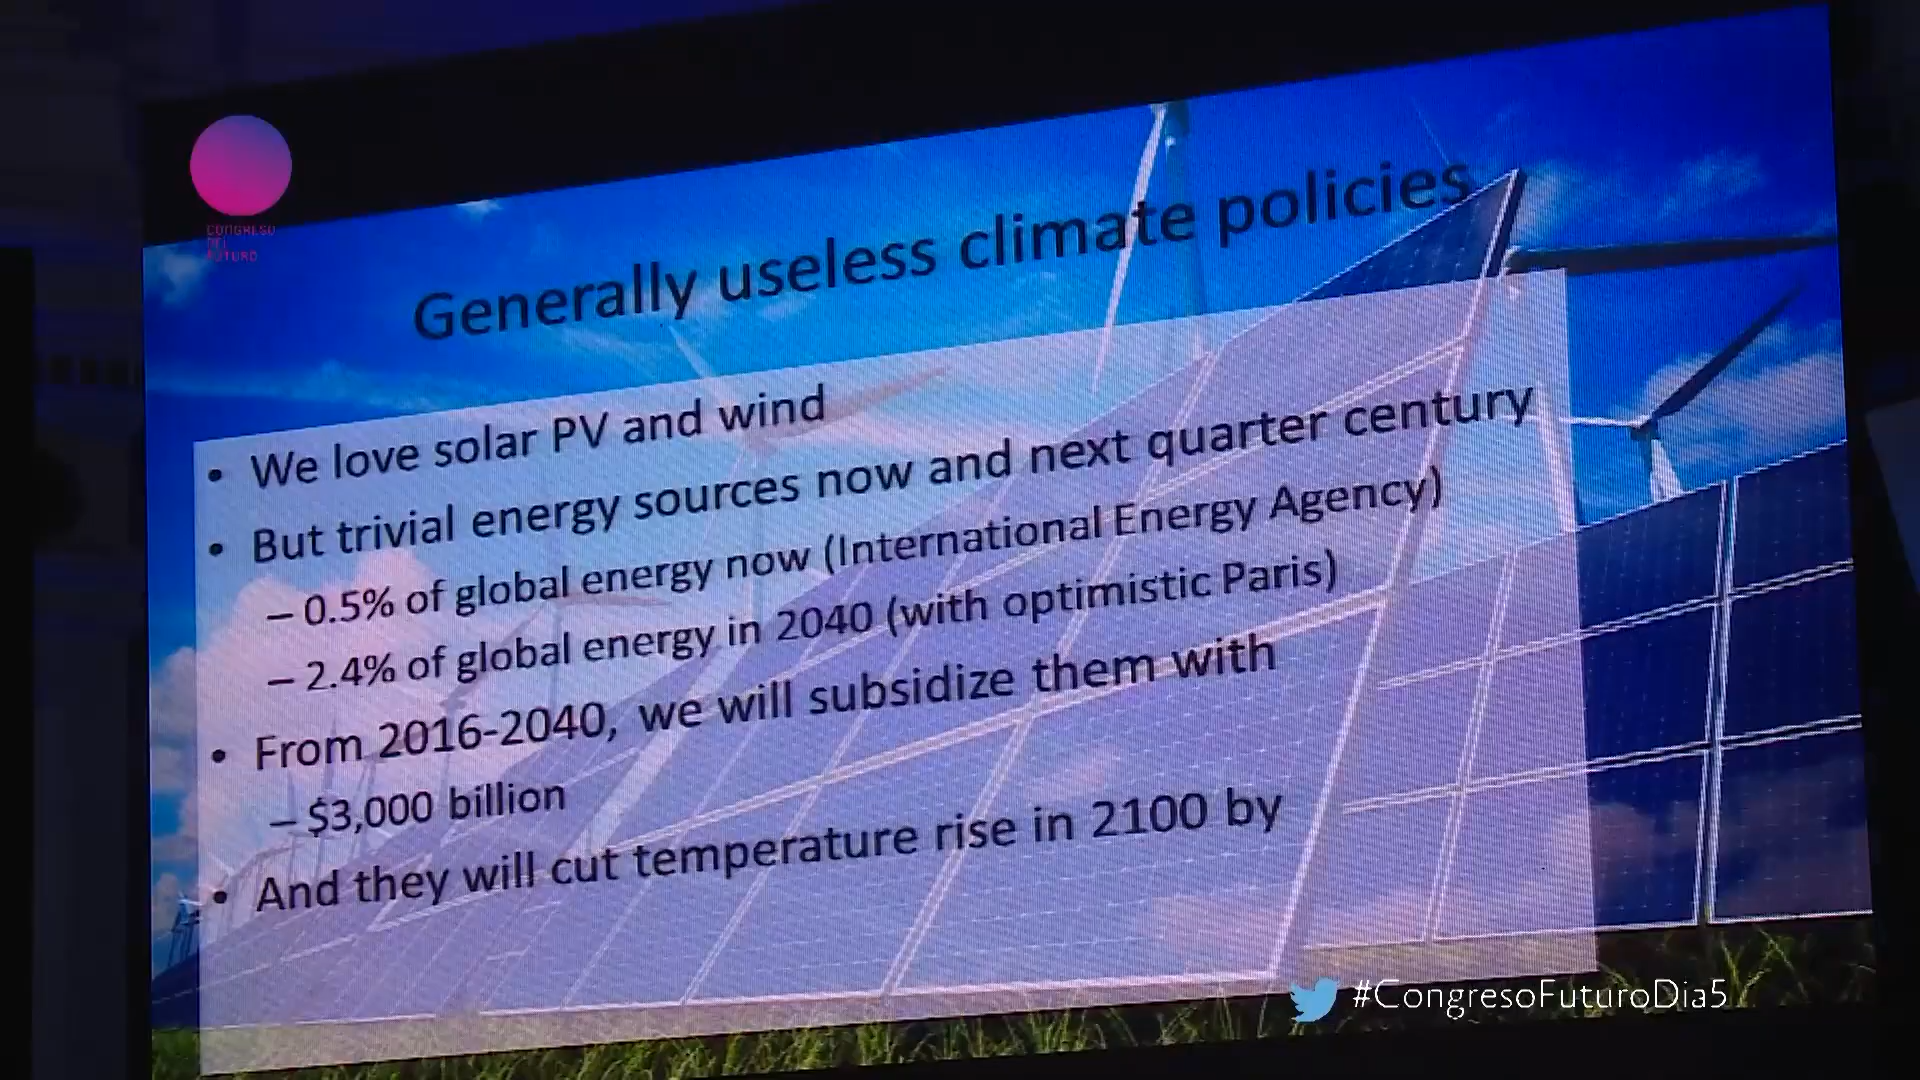 CONGRESO
DEL
FUTURO
Generally useless climate policies
• We love solar PV and wind
• But trivial energy sources now and next quarter century
– 0.5% of global energy now (International Energy Agency)
– 2.4% of global energy in 2040 (with optimistic Paris)
• From 2016-2040, we will subsidize them with
– $3,000 billion
• And they will cut temperature rise in 2100 by
#CongresoFuturoDia5